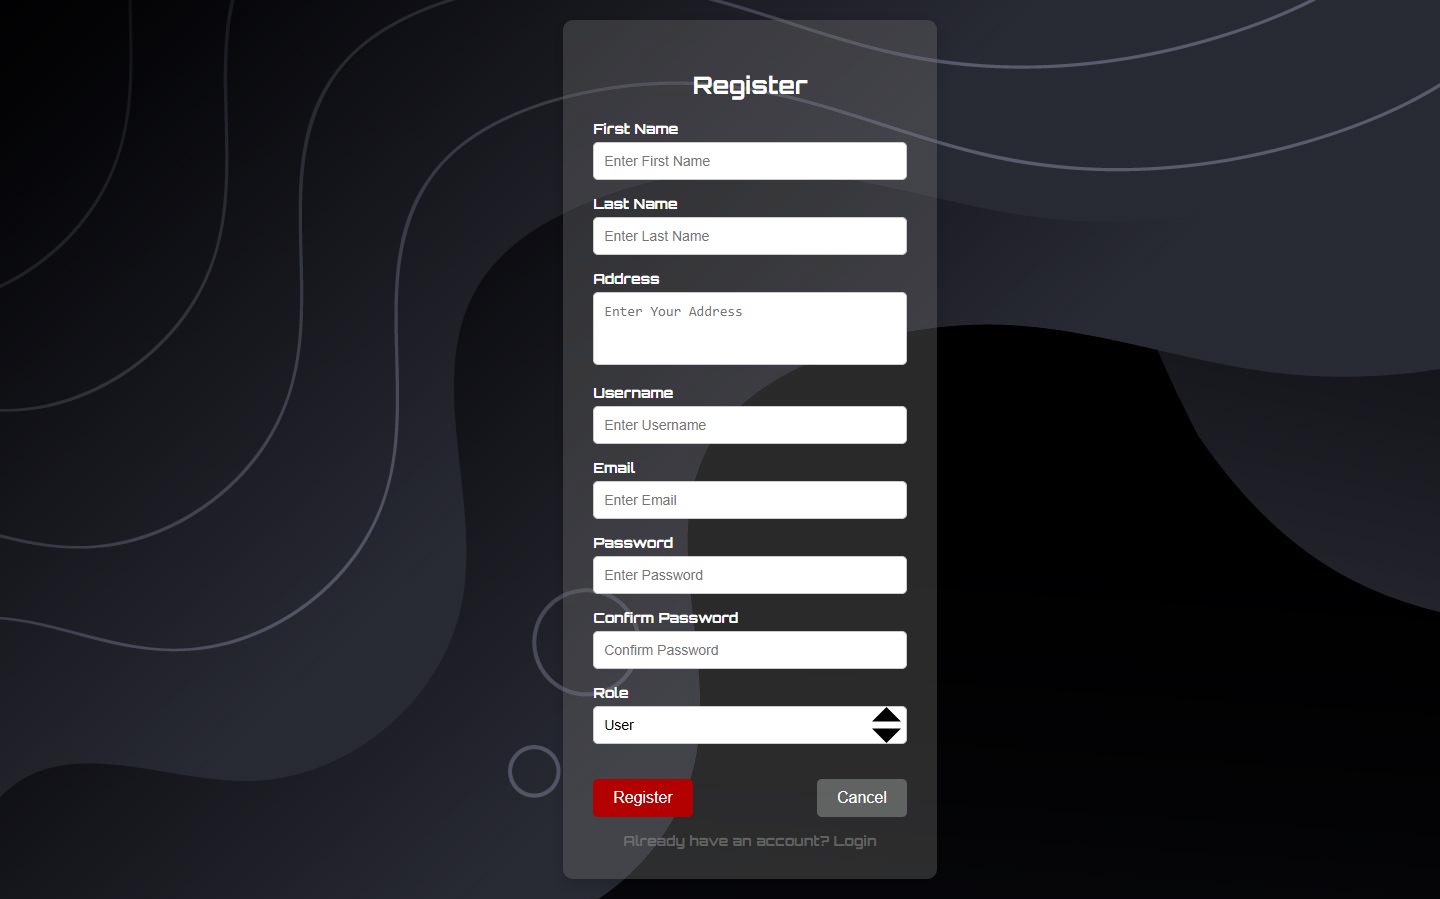 Register
First Name
Enter First Name
Last Name
Enter Last Name
Address
Enter Your Address
Username
Enter Username
Email
Enter Email
Password
Enter Password
Confirm Password
Confirm Password
Role
User
Register
Cancel
Already have an account? Login